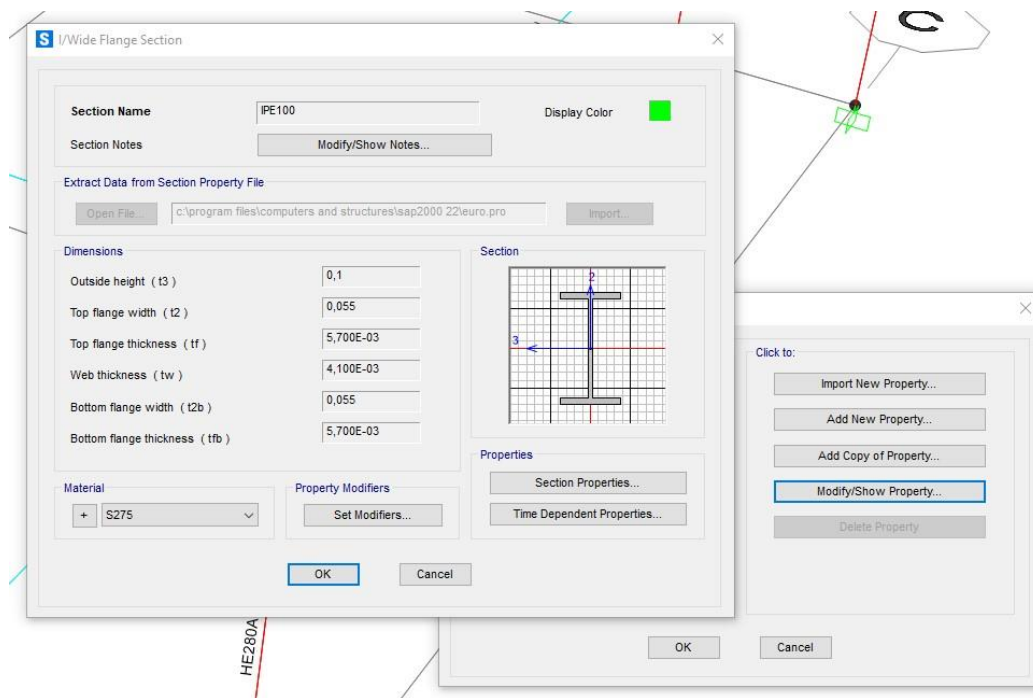 S I/Wide Flange Section
Section Name IPE100 Display Color
Section Notes Modify/Show Notes...
Extract Data from Section Property File
Open File... c:\program files\computers and structures\sap2000 22\euro.pro Import...
Dimensions
Outside height ( t3 ) 0,1
Top flange width ( t2 ) 0,055
Top flange thickness ( tf ) 5,700E-03
Web thickness ( tw ) 4,100E-03
Bottom flange width ( t2b ) 0,055
Bottom flange thickness ( tfb ) 5,700E-03
Section
2
3
Properties
Section Properties...
Time Dependent Properties...
Material
+ S275
Property Modifiers
Set Modifiers...
OK Cancel
C
Click to:
Import New Property...
Add New Property...
Add Copy of Property...
Modify/Show Property...
Delete Property
OK Cancel
HE280A